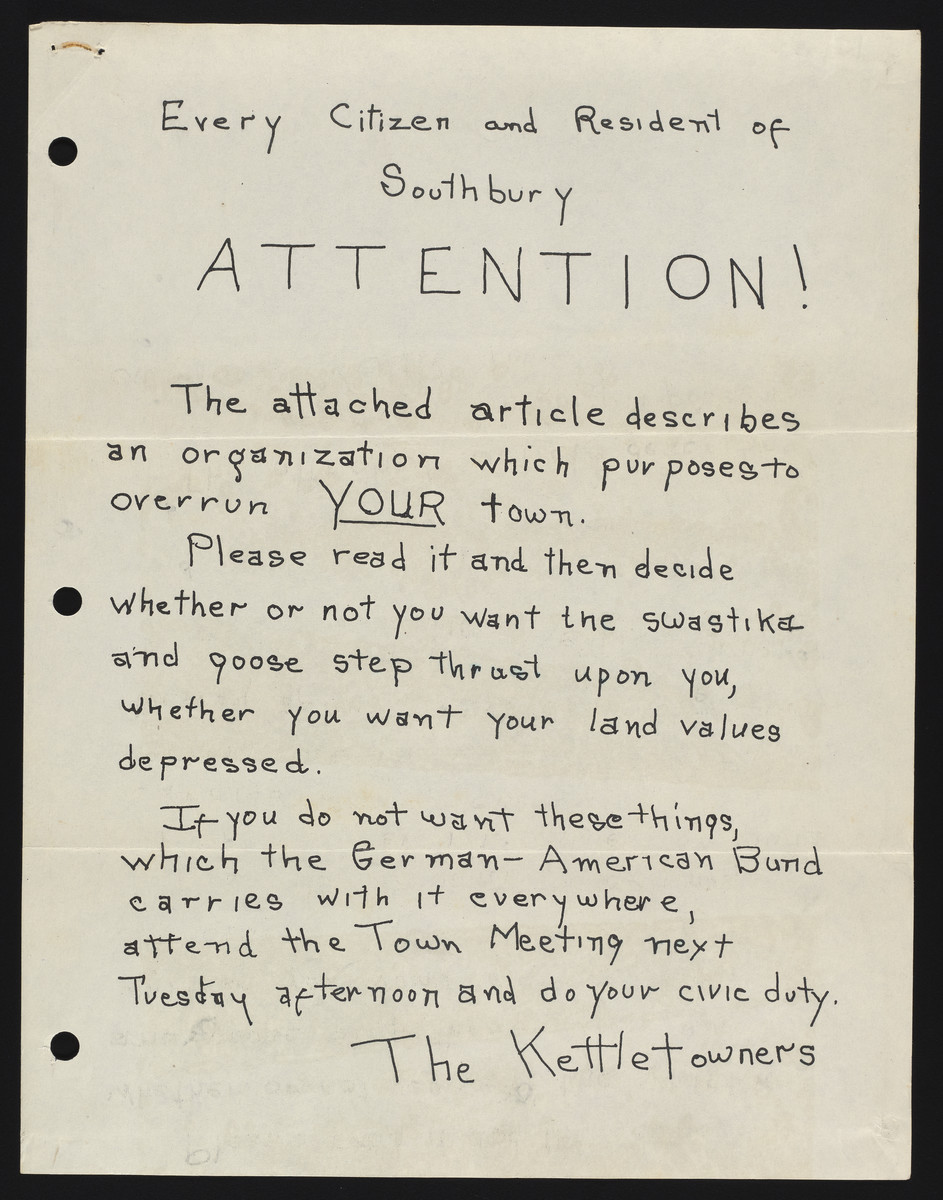 Every Citizen and Resident of
Southbury
ATTENTION!
The attached article describes
an organization which purposes to
overrun YOUR town.
Please read it and then decide
whether or not you want the swastika
and goose step thrust upon you,
whether you want your land values
depressed.
If you do not want these things,
which the German-American Bund
carries with it everywhere,
attend the Town Meeting next
Tuesday afternoon and do your civic duty.
The Kettletowners